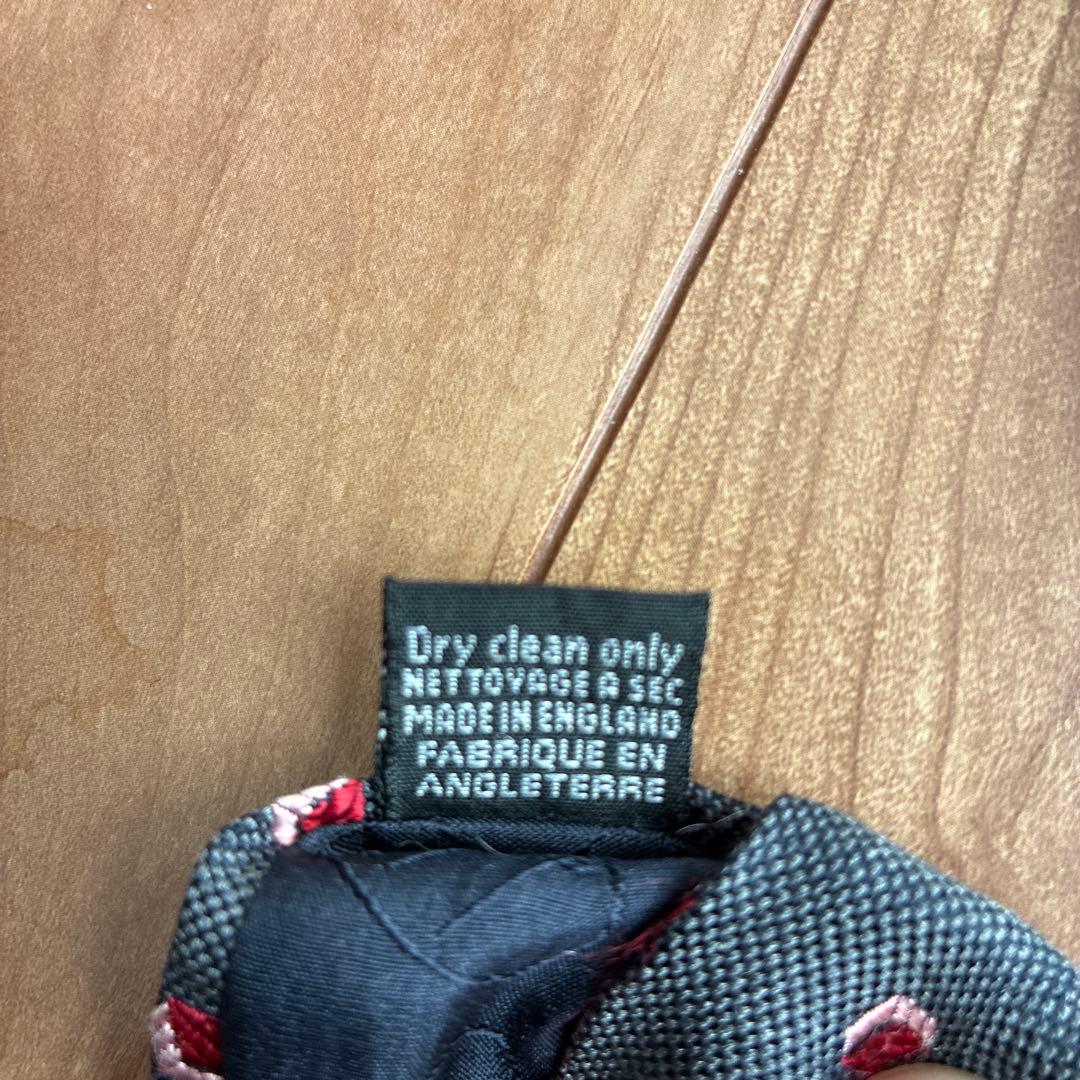 Dry clean only
NETTOYAGE A SEC
MADE IN ENGLAND
FABRIQUE EN
ANGLETERRE